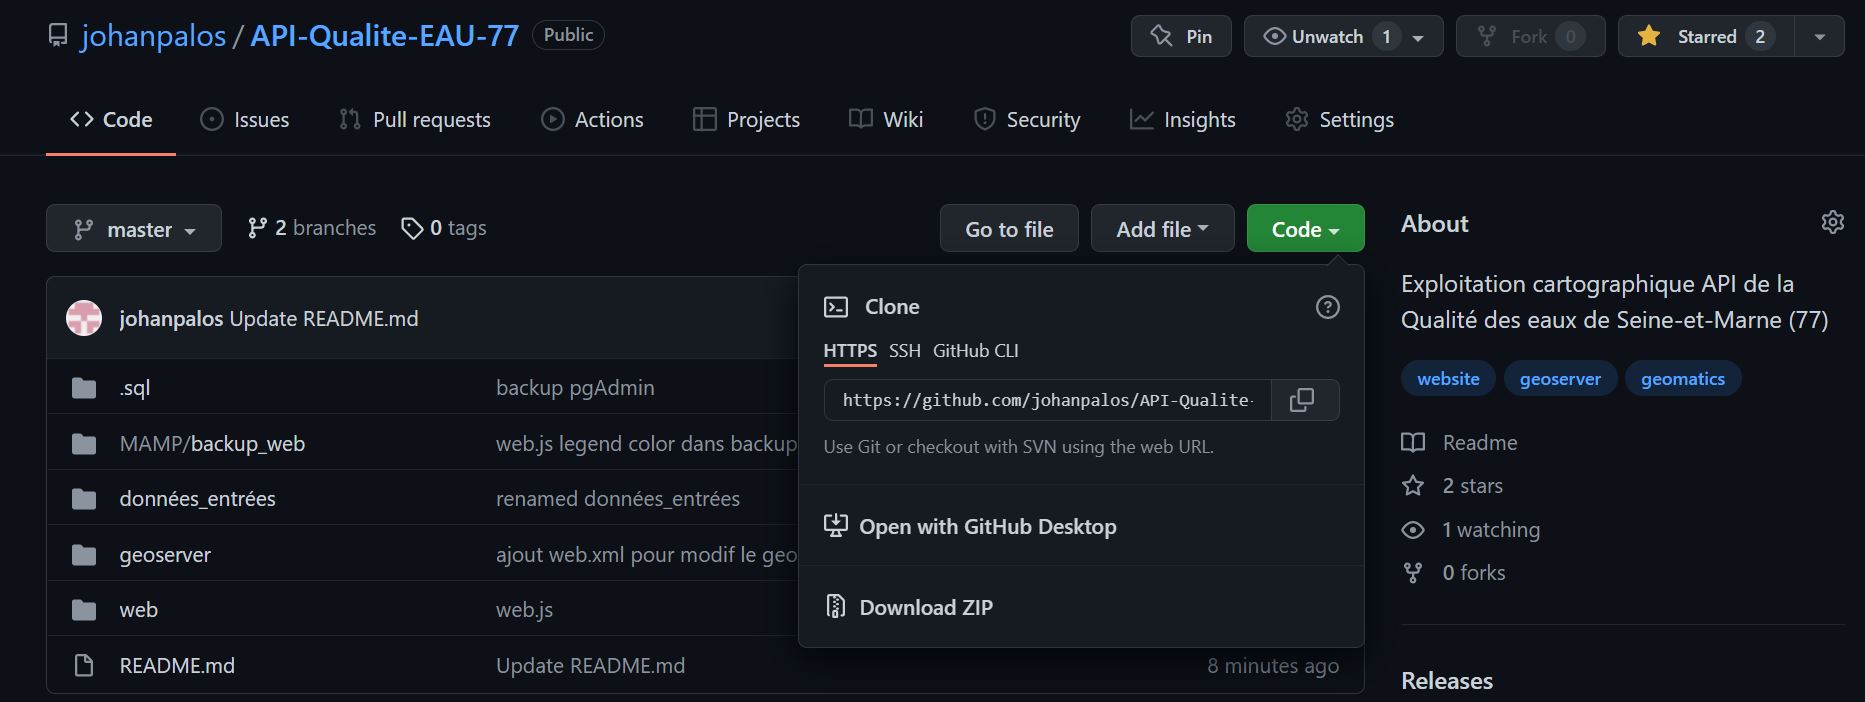 johanpalos / API-Qualite-EAU-77 Public
Pin Unwatch 1 Fork 0 Starred 2
Code Issues Pull requests Actions Projects Wiki Security Insights Settings
master 2 branches 0 tags Go to file Add file Code
johanpalos Update README.md
.sql backup pgAdmin
MAMP/backup_web web.js legend color dans backup
données_entrées renamed données_entrées
geoserver ajout web.xml pour modif le geo
web web.js
README.md Update README.md 8 minutes ago
Clone
HTTPS SSH GitHub CLI
https://github.com/johanpalos/API-Qualite-
Use Git or checkout with SVN using the web URL.
Open with GitHub Desktop
Download ZIP
About
Exploitation cartographique API de la
Qualité des eaux de Seine-et-Marne (77)
website geoserver geomatics
Readme
2 stars
1 watching
0 forks
Releases